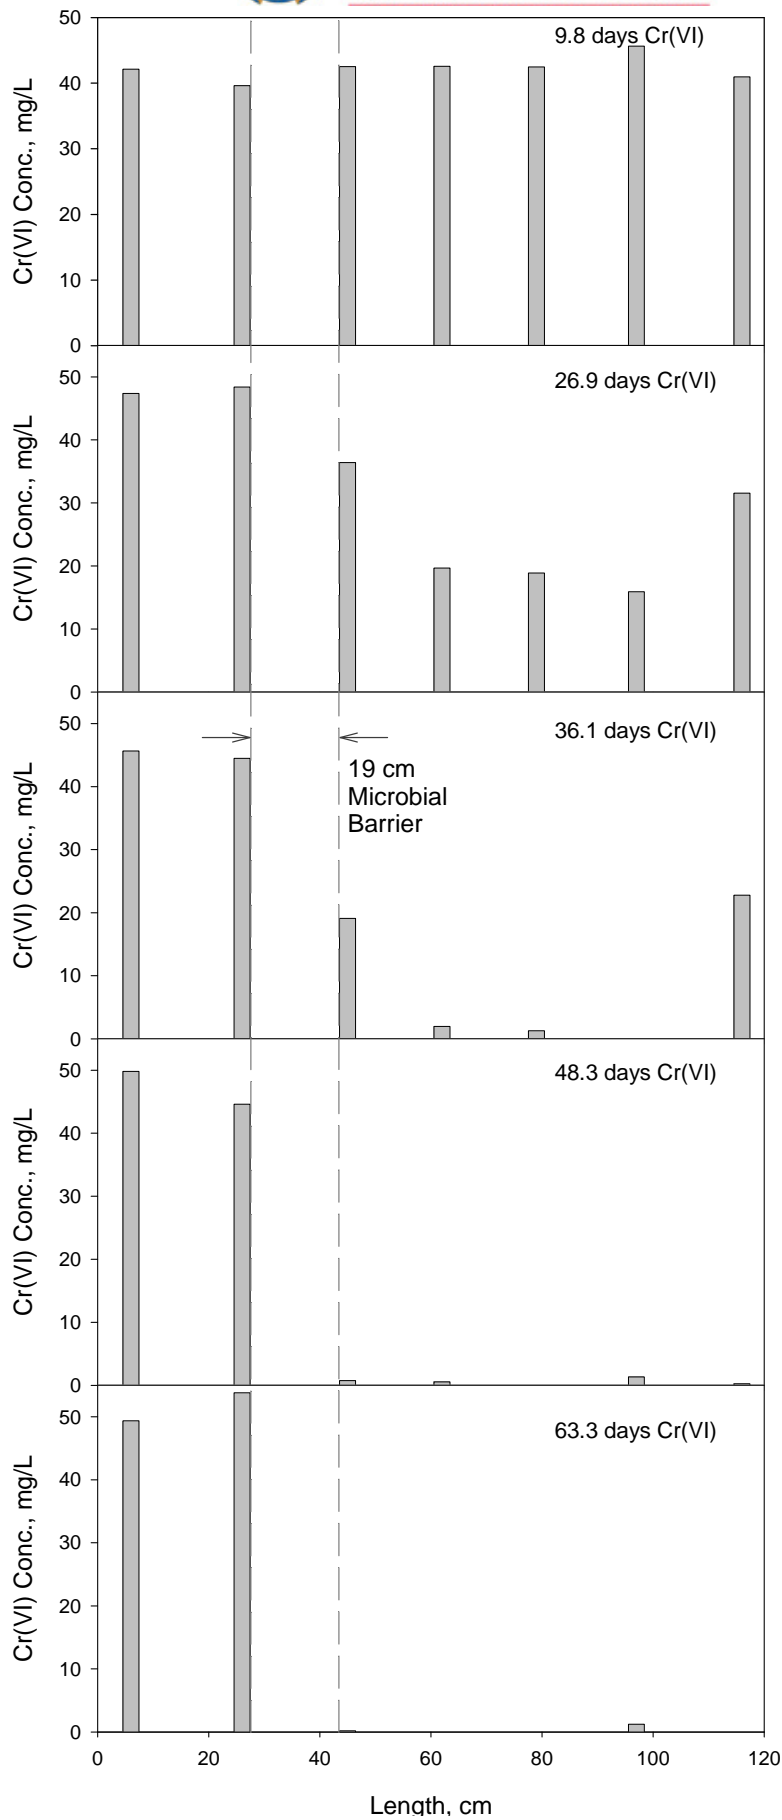 50
9.8 days Cr(VI)
40
30
20
10
0
Cr(VI) Conc., mg/L
50
26.9 days Cr(VI)
40
30
20
10
0
Cr(VI) Conc., mg/L
50
36.1 days Cr(VI)
19 cm
Microbial
Barrier
40
30
20
10
0
Cr(VI) Conc., mg/L
50
48.3 days Cr(VI)
40
30
20
10
0
Cr(VI) Conc., mg/L
50
63.3 days Cr(VI)
40
30
20
10
0
Cr(VI) Conc., mg/L
0 20 40 60 80 100 120
Length, cm